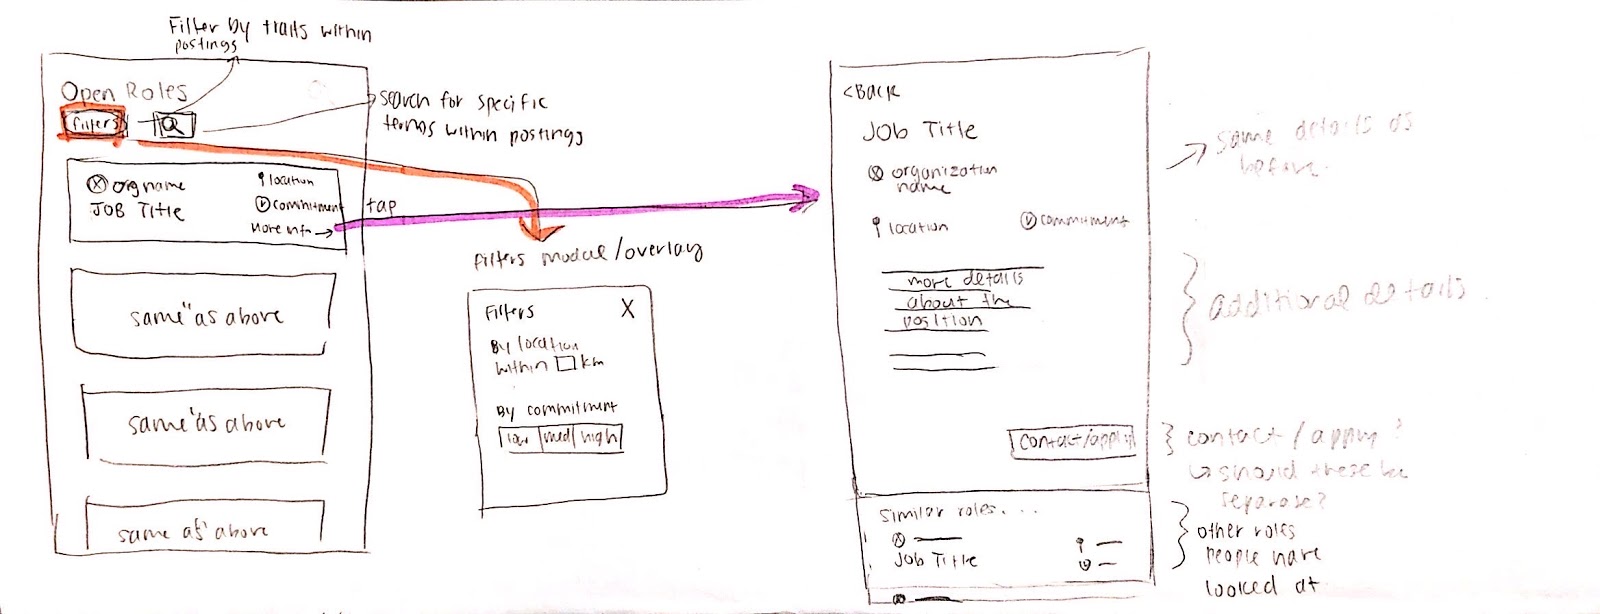 Filter by traits within
postings
Open Roles
Filters
search for specific
terms within postings
org name
JOB Title
location
commitment
More info →
tap
same as above
same as above
same as above
Filters modal/overlay
Filters X
By location
within km
By commitment
low med high
<Back
Job Title
organization
name
location
commitment
more details
about the
position
contact/apply
similar roles. . .
Job Title
same details as
before.
additional details
contact / apply?
↳ should these be
separate?
other roles
people have
looked at